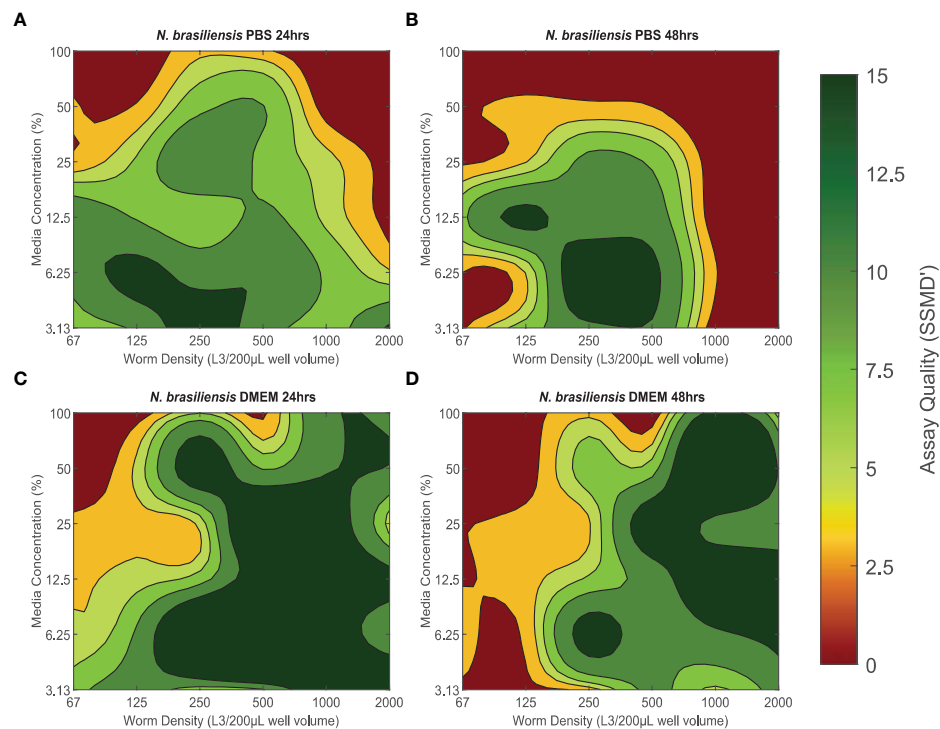 A
N. brasiliensis PBS 24hrs
100
50
25
12.5
6.25
3.13
Media Concentration (%)
67 125 250 500 1000 2000
Worm Density (L3/200µL well volume)
B
N. brasiliensis PBS 48hrs
100
50
25
12.5
6.25
3.13
Media Concentration (%)
67 125 250 500 1000 2000
Worm Density (L3/200µL well volume)
C
N. brasiliensis DMEM 24hrs
100
50
25
12.5
6.25
3.13
Media Concentration (%)
67 125 250 500 1000 2000
Worm Density (L3/200µL well volume)
D
N. brasiliensis DMEM 48hrs
100
50
25
12.5
6.25
3.13
Media Concentration (%)
67 125 250 500 1000 2000
Worm Density (L3/200µL well volume)
15
12.5
10
7.5
5
2.5
0
Assay Quality (SSMD')